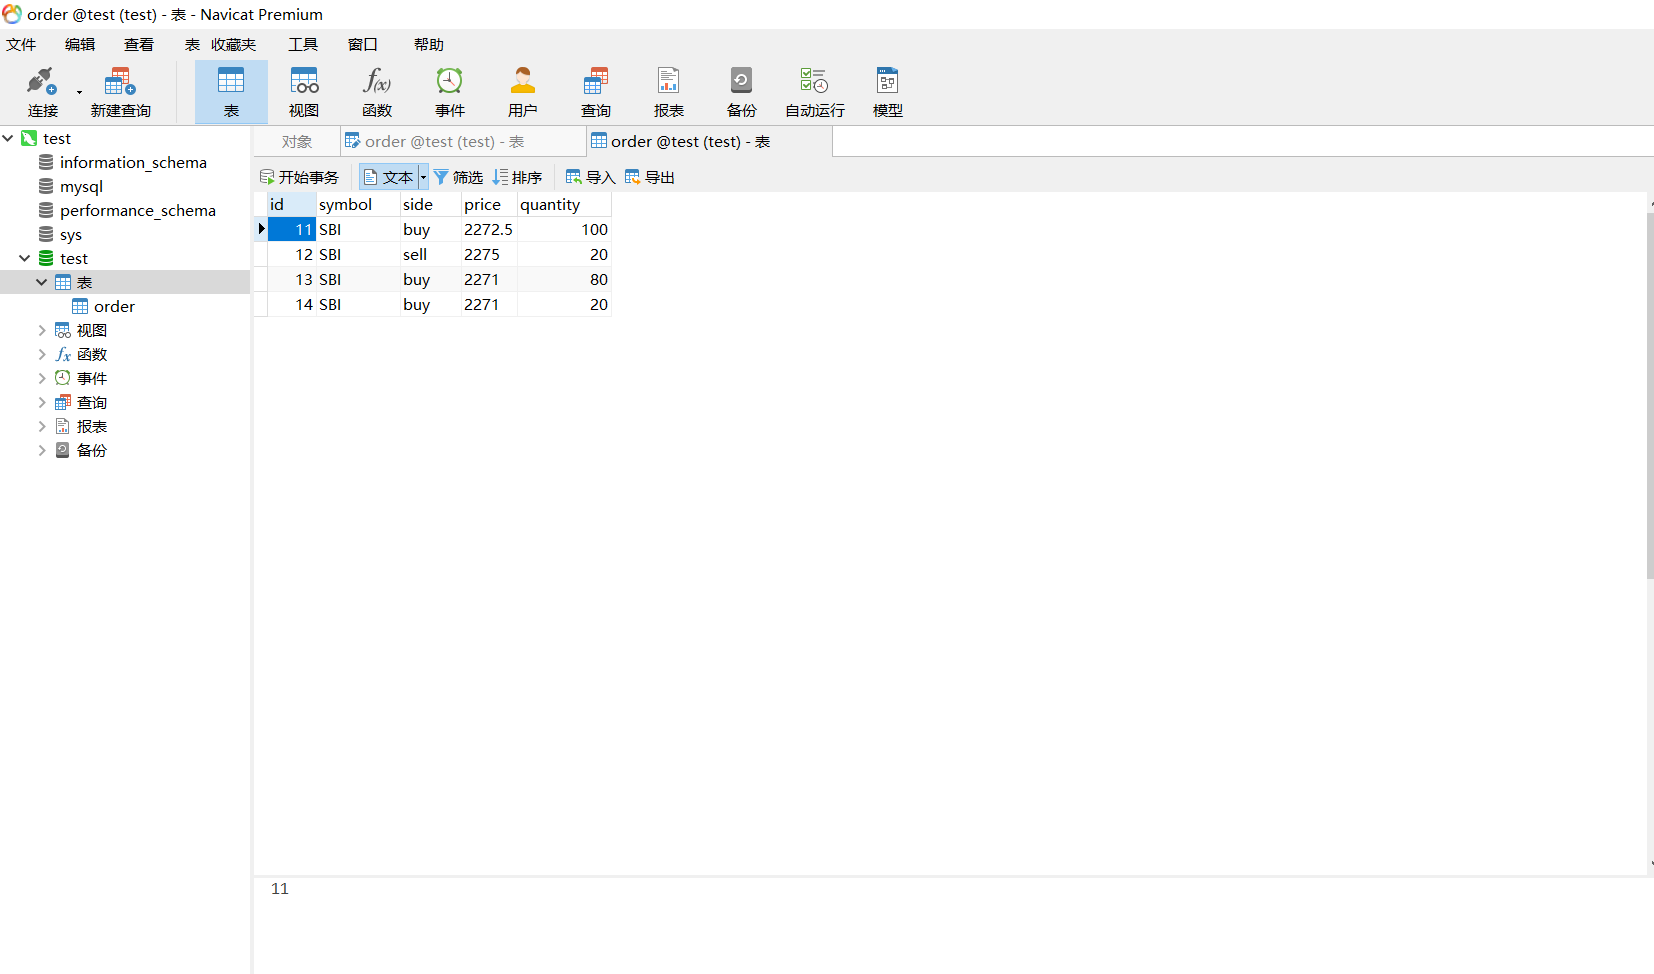 order @test (test) - 表 - Navicat Premium
文件 编辑 查看 表 收藏夹 工具 窗口 帮助
连接 新建查询 表 视图 函数 事件 用户 查询 报表 备份 自动运行 模型
test
information_schema
mysql
performance_schema
sys
test
表
order
视图
函数
事件
查询
报表
备份
对象 order @test (test) - 表 order @test (test) - 表
开始事务 文本 筛选 排序 导入 导出
id symbol side price quantity
11 SBI buy 2272.5 100
12 SBI sell 2275 20
13 SBI buy 2271 80
14 SBI buy 2271 20
11